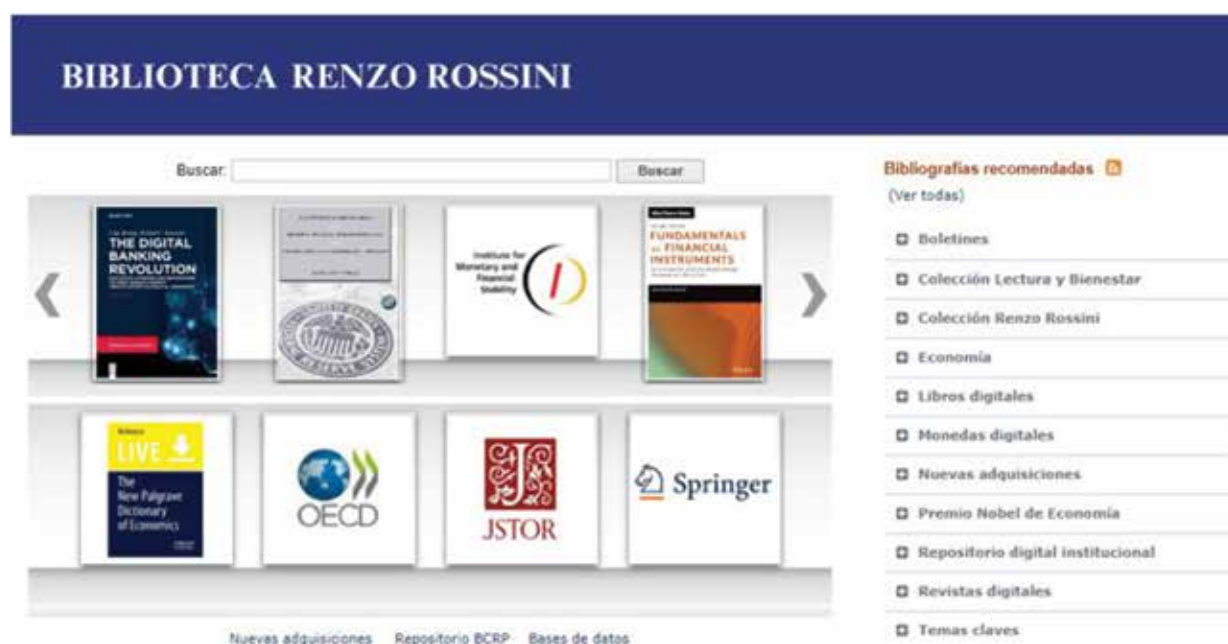 BIBLIOTECA RENZO ROSSINI
Buscar:
Buscar
THE DIGITAL
BANKING
REVOLUTION
Institute for
Monetary and
Financial
Stability
FUNDAMENTALS
of FINANCIAL
INSTRUMENTS
LIVE
The
New Palgrave
Dictionary
of Economics
OECD
JSTOR
Springer
Nuevas adquisiciones Repositorio BCRP Bases de datos
Bibliografías recomendadas
(Ver todas)
Boletines
Colección Lectura y Bienestar
Colección Renzo Rossini
Economía
Libros digitales
Monedas digitales
Nuevas adquisiciones
Premio Nobel de Economía
Repositorio digital institucional
Revistas digitales
Temas claves